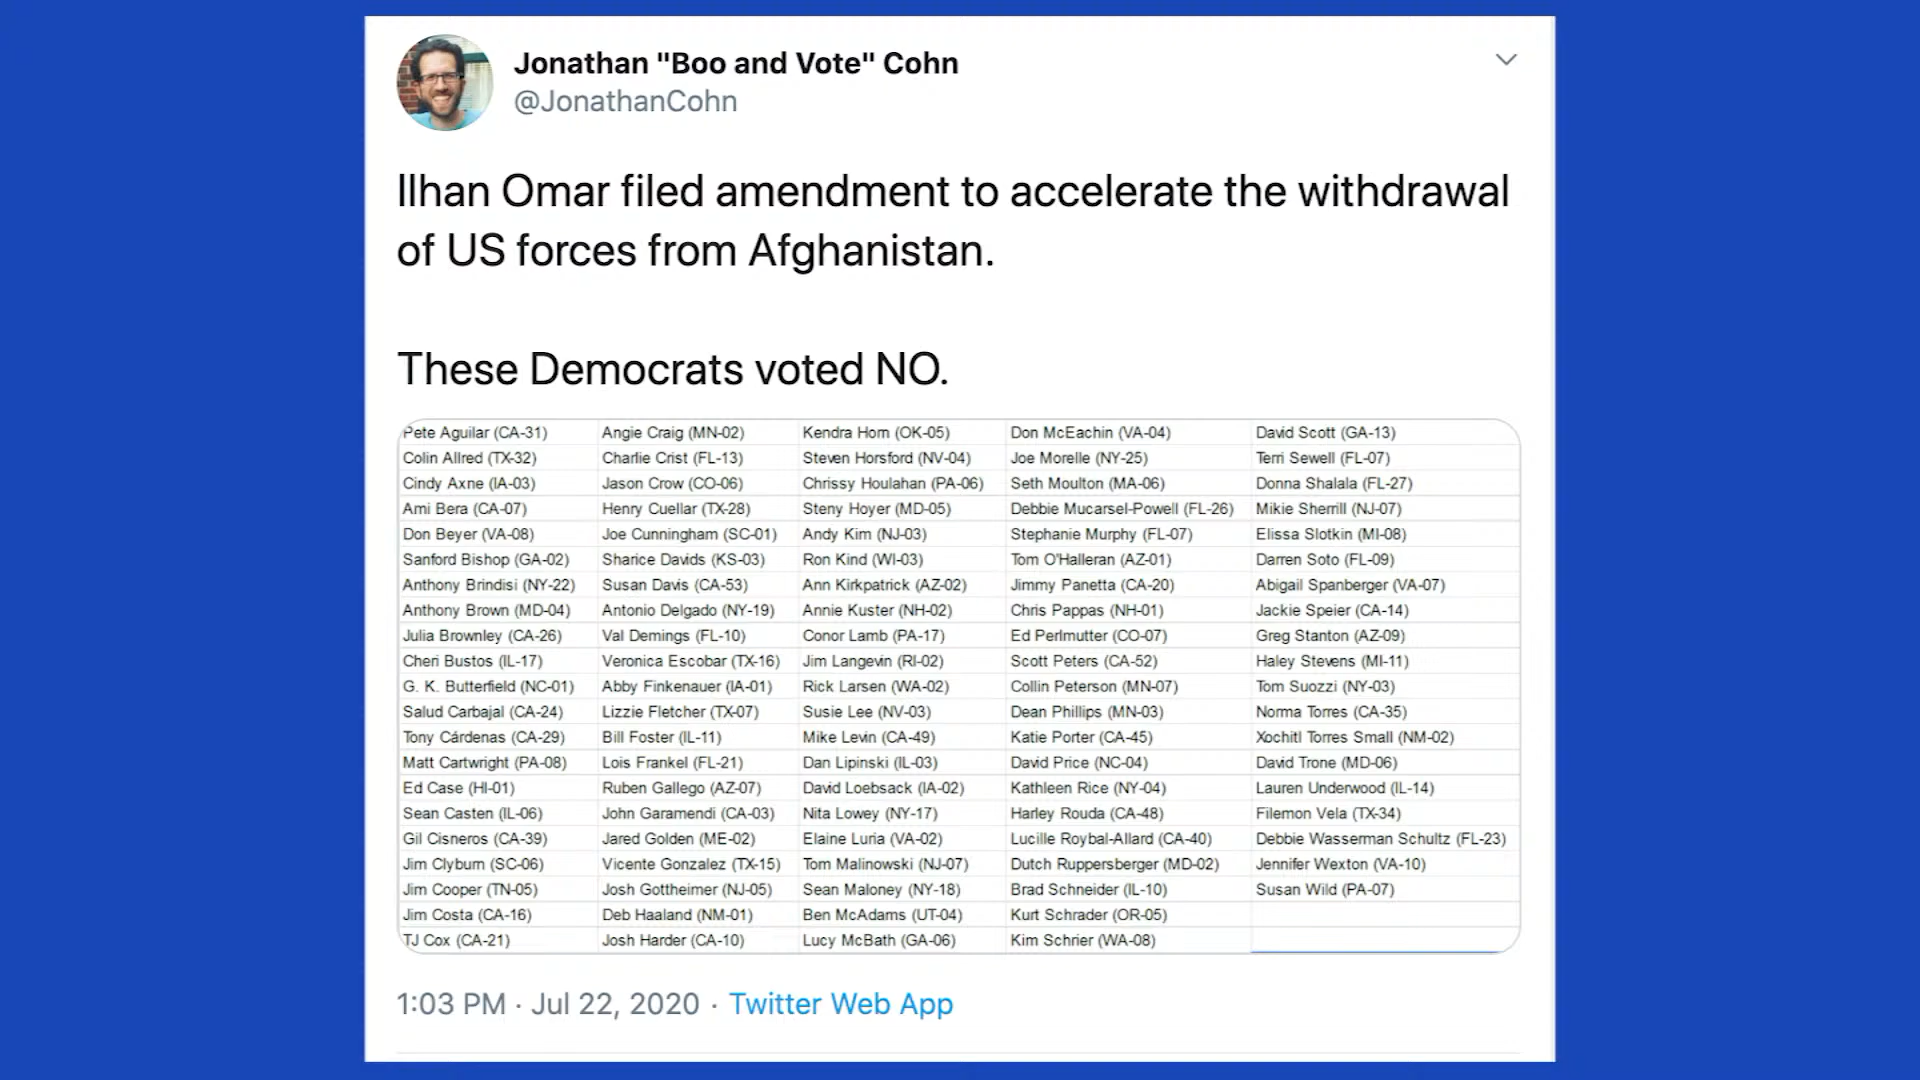 Jonathan "Boo and Vote" Cohn
@JonathanCohn
Ilhan Omar filed amendment to accelerate the withdrawal
of US forces from Afghanistan.
These Democrats voted NO.
Pete Aguilar (CA-31) Angie Craig (MN-02) Kendra Horn (OK-05) Don McEachin (VA-04) David Scott (GA-13)
Colin Allred (TX-32) Charlie Crist (FL-13) Steven Horsford (NV-04) Joe Morelle (NY-25) Terri Sewell (FL-07)
Cindy Axne (IA-03) Jason Crow (CO-06) Chrissy Houlahan (PA-06) Seth Moulton (MA-06) Donna Shalala (FL-27)
Ami Bera (CA-07) Henry Cuellar (TX-28) Steny Hoyer (MD-05) Debbie Mucarsel-Powell (FL-26) Mikie Sherrill (NJ-07)
Don Beyer (VA-08) Joe Cunningham (SC-01) Andy Kim (NJ-03) Stephanie Murphy (FL-07) Elissa Slotkin (MI-08)
Sanford Bishop (GA-02) Sharice Davids (KS-03) Ron Kind (WI-03) Tom O'Halleran (AZ-01) Darren Soto (FL-09)
Anthony Brindisi (NY-22) Susan Davis (CA-53) Ann Kirkpatrick (AZ-02) Jimmy Panetta (CA-20) Abigail Spanberger (VA-07)
Anthony Brown (MD-04) Antonio Delgado (NY-19) Annie Kuster (NH-02) Chris Pappas (NH-01) Jackie Speier (CA-14)
Julia Brownley (CA-26) Val Demings (FL-10) Conor Lamb (PA-17) Ed Perlmutter (CO-07) Greg Stanton (AZ-09)
Cheri Bustos (IL-17) Veronica Escobar (TX-16) Jim Langevin (RI-02) Scott Peters (CA-52) Haley Stevens (MI-11)
G. K. Butterfield (NC-01) Abby Finkenauer (IA-01) Rick Larsen (WA-02) Collin Peterson (MN-07) Tom Suozzi (NY-03)
Salud Carbajal (CA-24) Lizzie Fletcher (TX-07) Susie Lee (NV-03) Dean Phillips (MN-03) Norma Torres (CA-35)
Tony Cárdenas (CA-29) Bill Foster (IL-11) Mike Levin (CA-49) Katie Porter (CA-45) Xochitl Torres Small (NM-02)
Matt Cartwright (PA-08) Lois Frankel (FL-21) Dan Lipinski (IL-03) David Price (NC-04) David Trone (MD-06)
Ed Case (HI-01) Ruben Gallego (AZ-07) David Loebsack (IA-02) Kathleen Rice (NY-04) Lauren Underwood (IL-14)
Sean Casten (IL-06) John Garamendi (CA-03) Nita Lowey (NY-17) Harley Rouda (CA-48) Filemon Vela (TX-34)
Gil Cisneros (CA-39) Jared Golden (ME-02) Elaine Luria (VA-02) Lucille Roybal-Allard (CA-40) Debbie Wasserman Schultz (FL-23)
Jim Clyburn (SC-06) Vicente Gonzalez (TX-15) Tom Malinowski (NJ-07) Dutch Ruppersberger (MD-02) Jennifer Wexton (VA-10)
Jim Cooper (TN-05) Josh Gottheimer (NJ-05) Sean Maloney (NY-18) Brad Schneider (IL-10) Susan Wild (PA-07)
Jim Costa (CA-16) Deb Haaland (NM-01) Ben McAdams (UT-04) Kurt Schrader (OR-05)
TJ Cox (CA-21) Josh Harder (CA-10) Lucy McBath (GA-06) Kim Schrier (WA-08)
1:03 PM · Jul 22, 2020 · Twitter Web App